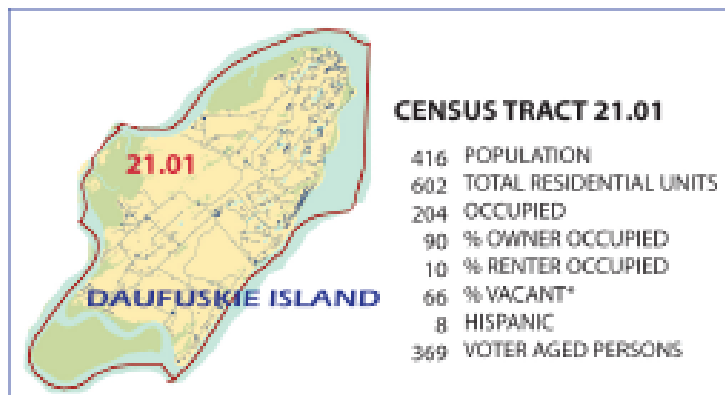 CENSUS TRACT 21.01
21.01
416 POPULATION
602 TOTAL RESIDENTIAL UNITS
204 OCCUPIED
90 % OWNER OCCUPIED
10 % RENTER OCCUPIED
66 % VACANT*
8 HISPANIC
369 VOTER AGED PERSONS
DAUFUSKIE ISLAND